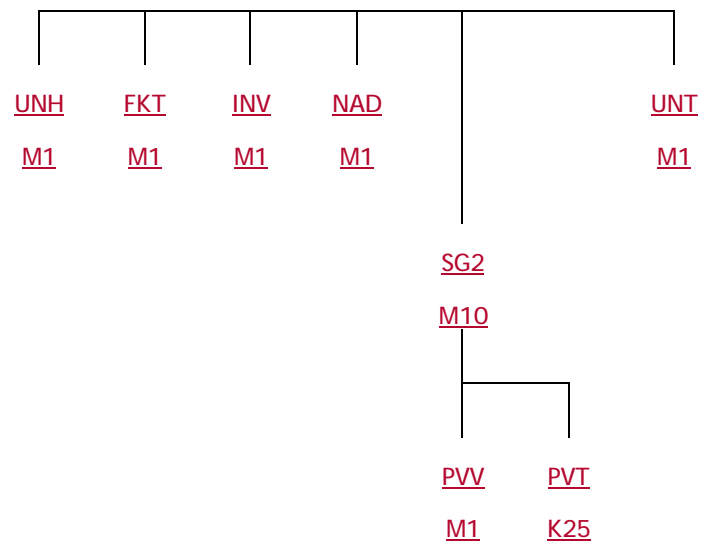 UNH FKT INV NAD UNT
M1 M1 M1 M1 M1
SG2
M10
PVV PVT
M1 K25